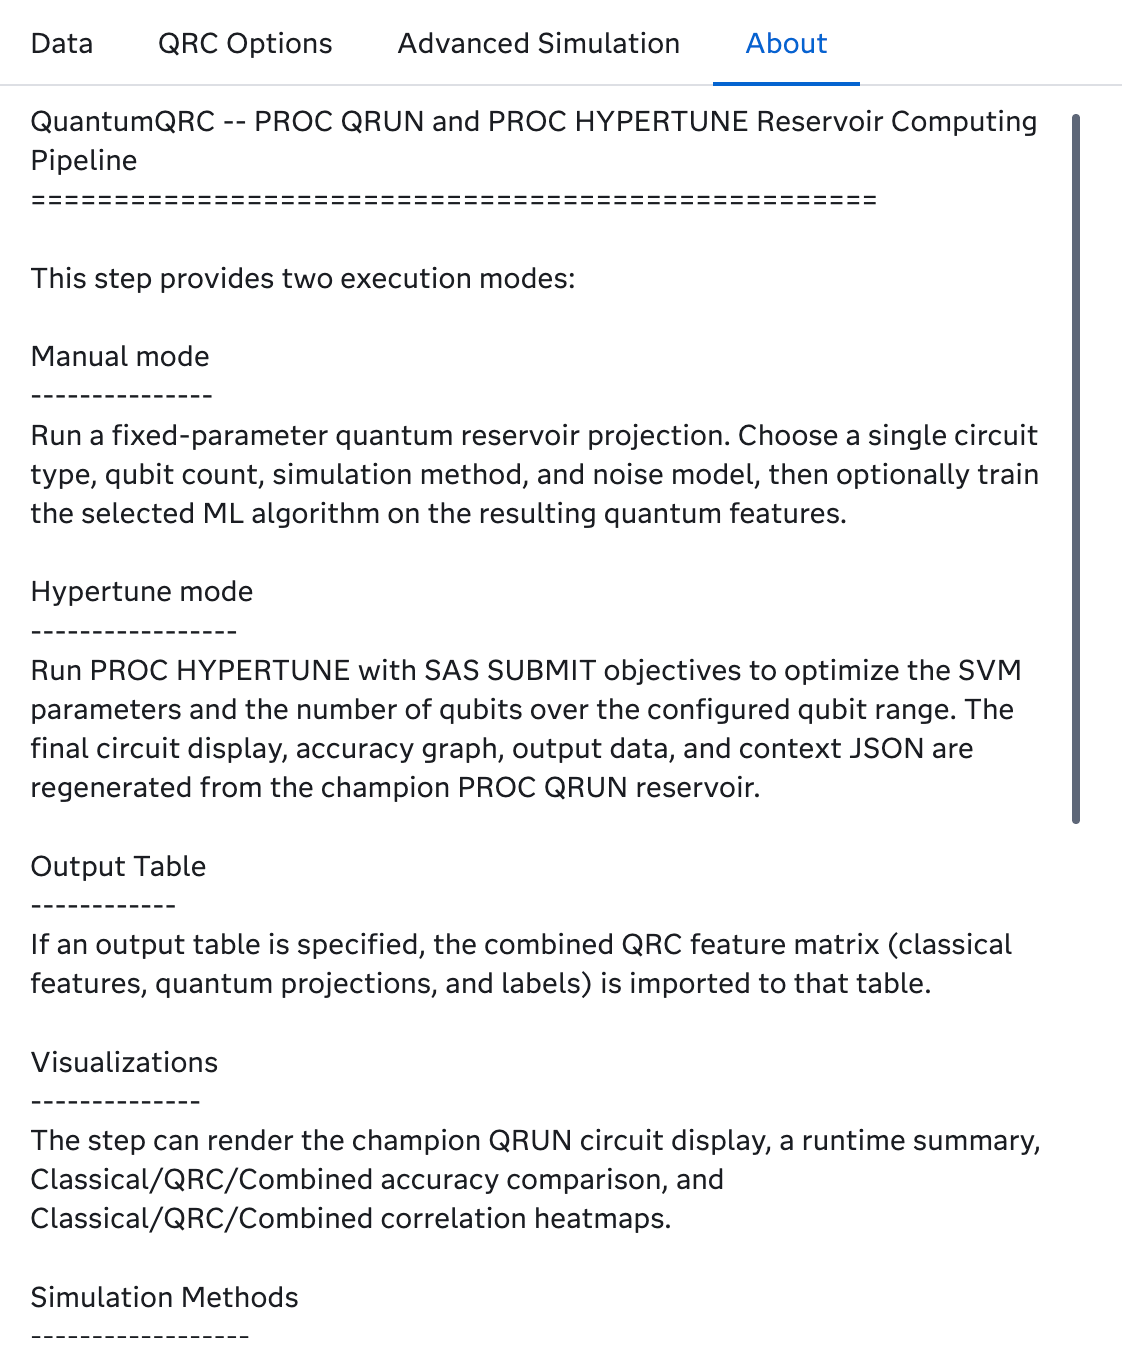 Data QRC Options Advanced Simulation About
QuantumQRC -- PROC QRUN and PROC HYPERTUNE Reservoir Computing
Pipeline
===================================================
This step provides two execution modes:
Manual mode
---------------
Run a fixed-parameter quantum reservoir projection. Choose a single circuit
type, qubit count, simulation method, and noise model, then optionally train
the selected ML algorithm on the resulting quantum features.
Hypertune mode
-----------------
Run PROC HYPERTUNE with SAS SUBMIT objectives to optimize the SVM
parameters and the number of qubits over the configured qubit range. The
final circuit display, accuracy graph, output data, and context JSON are
regenerated from the champion PROC QRUN reservoir.
Output Table
------------
If an output table is specified, the combined QRC feature matrix (classical
features, quantum projections, and labels) is imported to that table.
Visualizations
--------------
The step can render the champion QRUN circuit display, a runtime summary,
Classical/QRC/Combined accuracy comparison, and
Classical/QRC/Combined correlation heatmaps.
Simulation Methods
------------------